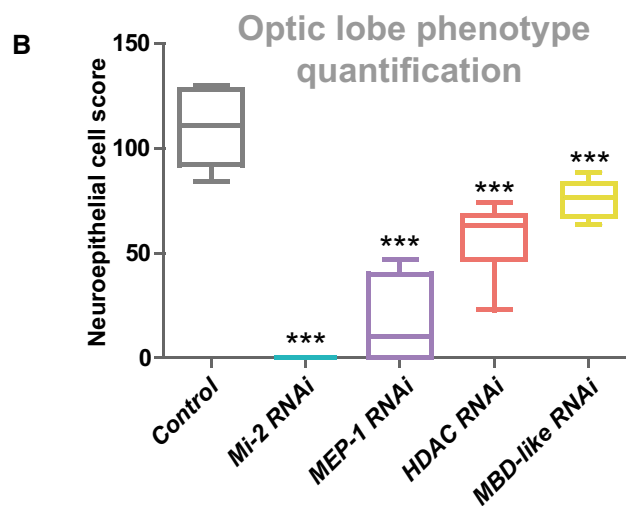 B
Optic lobe phenotype
quantification
Neuroepithelial cell score
150
100
50
0
***
***
***
***
Control
Mi-2 RNAi
MEP-1 RNAi
HDAC RNAi
MBD-like RNAi